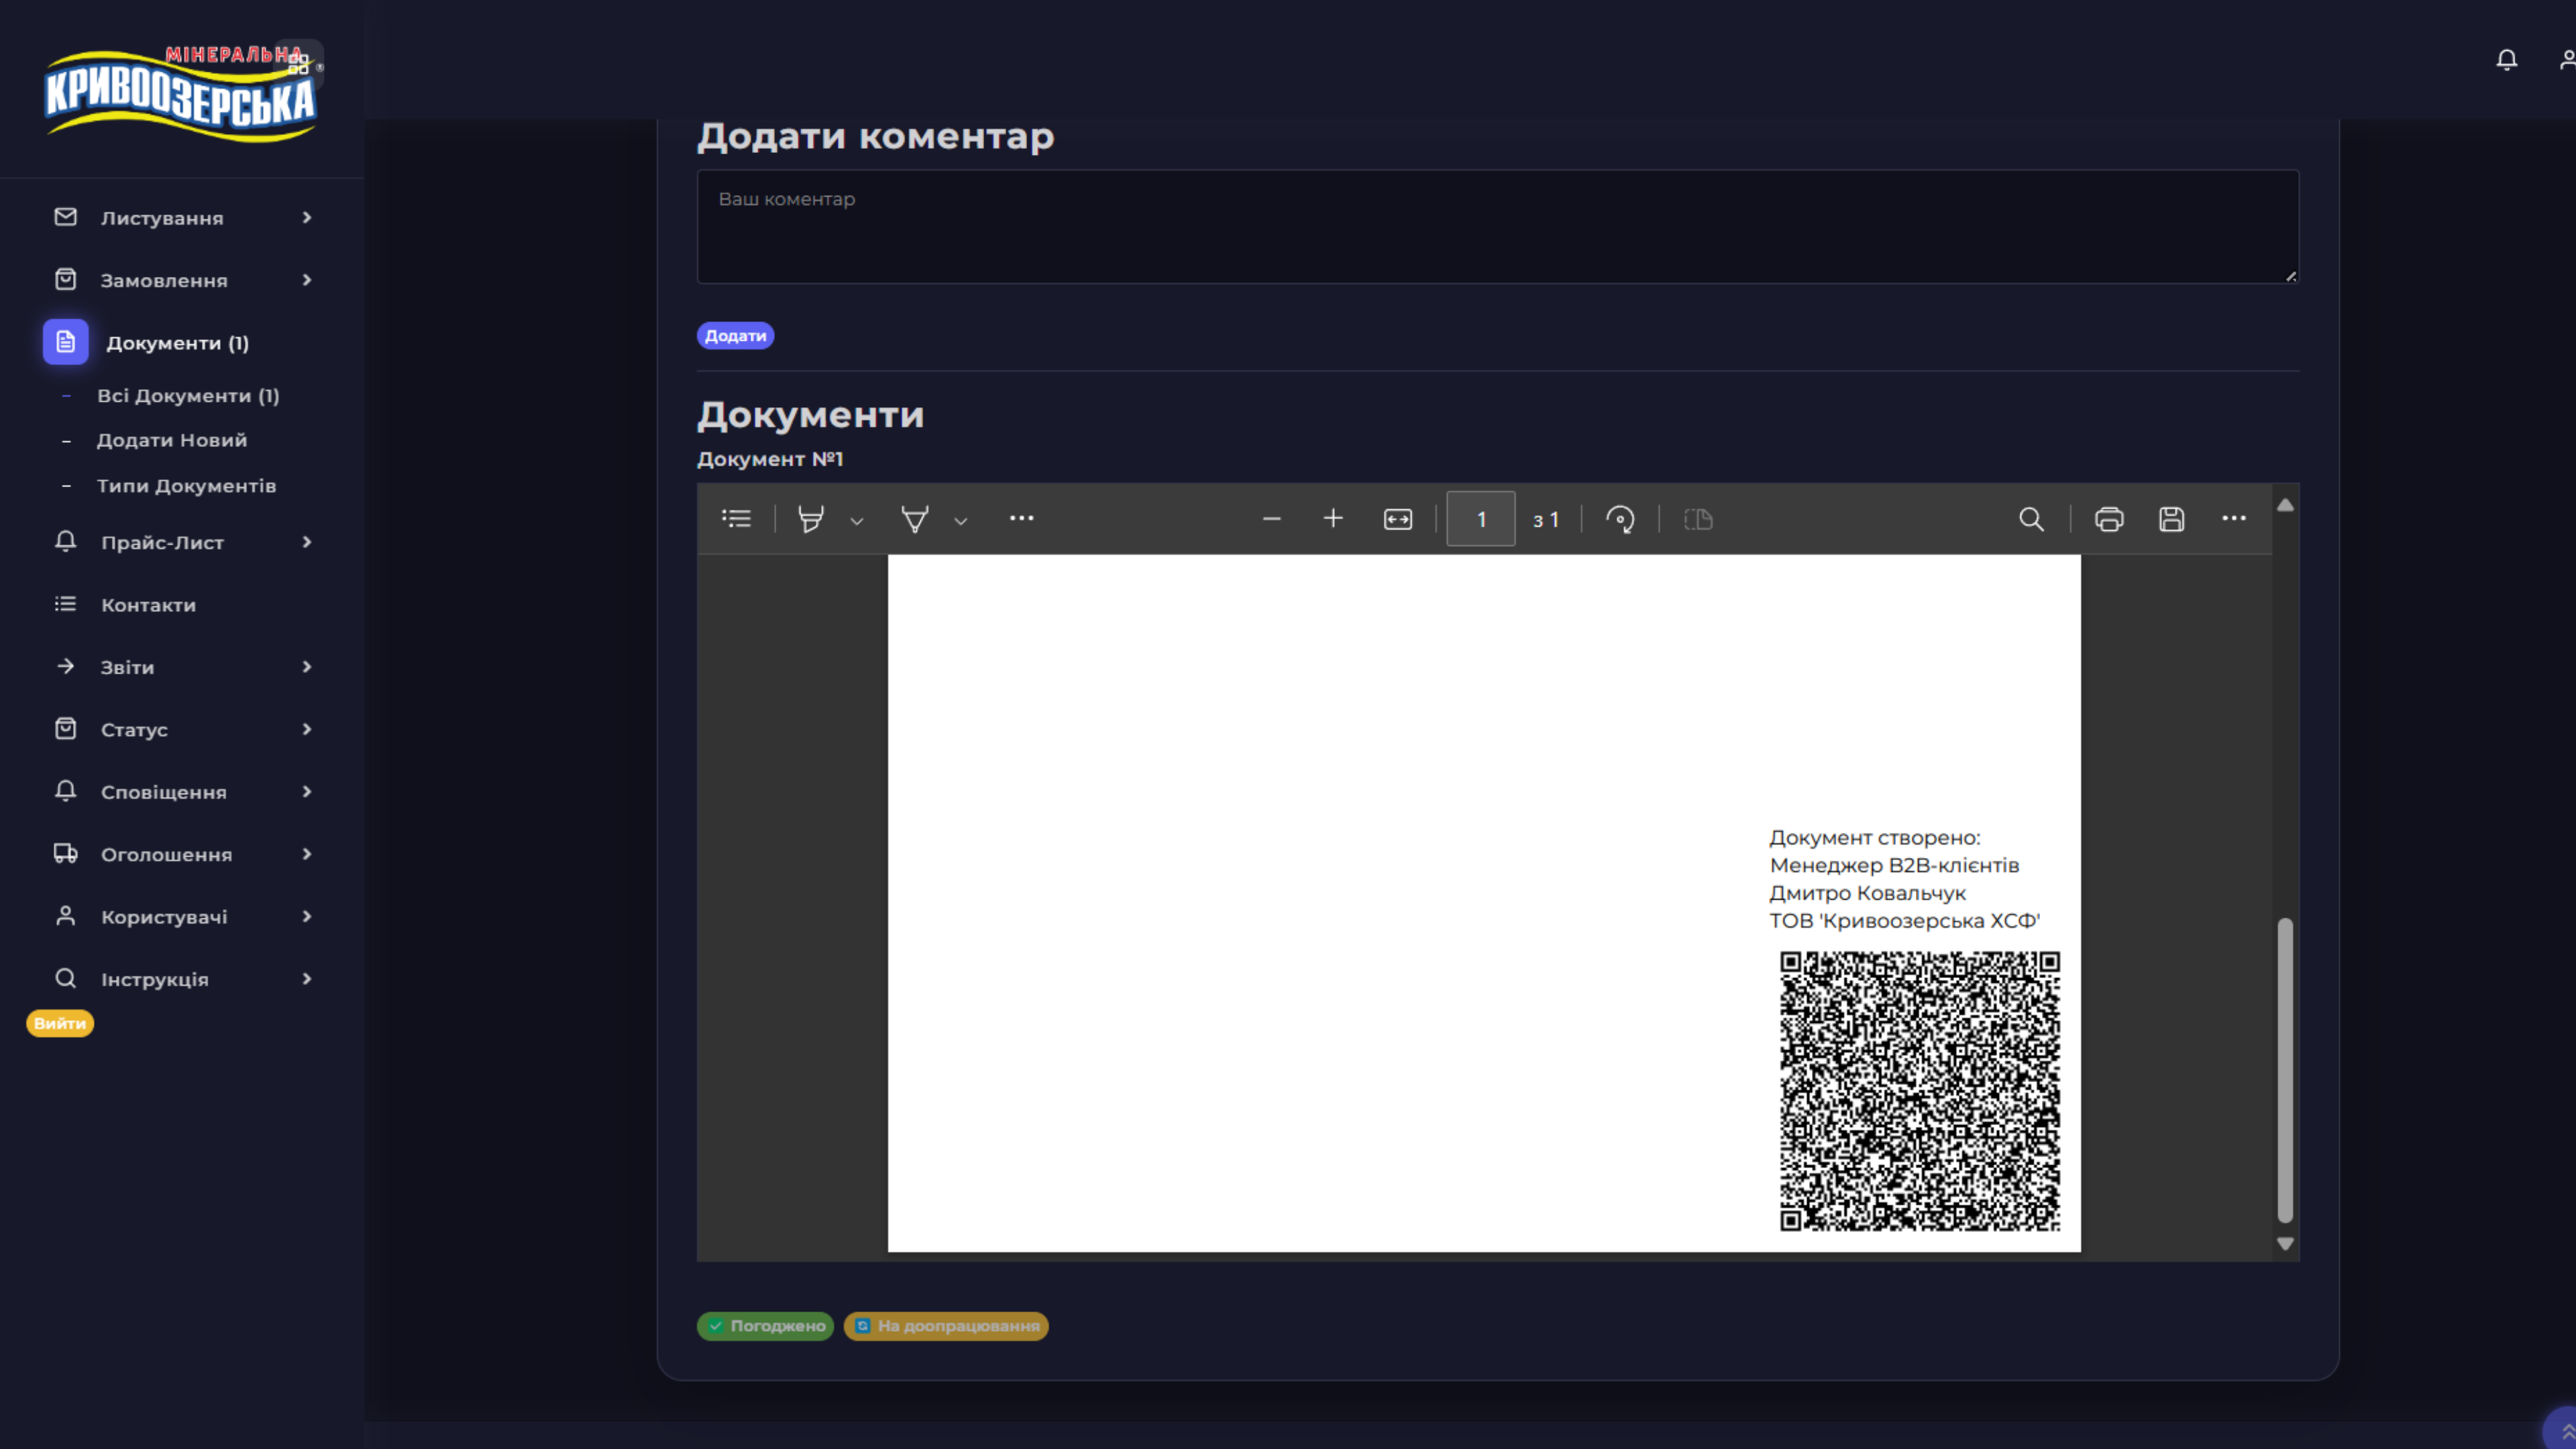 МІНЕРАЛЬНА
КРИВООЗЕРСЬКА
Листування
Замовлення
Документи (1)
Всі Документи (1)
Додати Новий
Типи Документів
Прайс-Лист
Контакти
Звіти
Статус
Сповіщення
Оголошення
Користувачі
Інструкція
Вийти
Додати коментар
Ваш коментар
Додати
Документи
Документ №1
1 з 1
Документ створено:
Менеджер B2B-клієнтів
Дмитро Ковальчук
ТОВ 'Кривоозерська ХСФ'
Погоджено
На доопрацювання